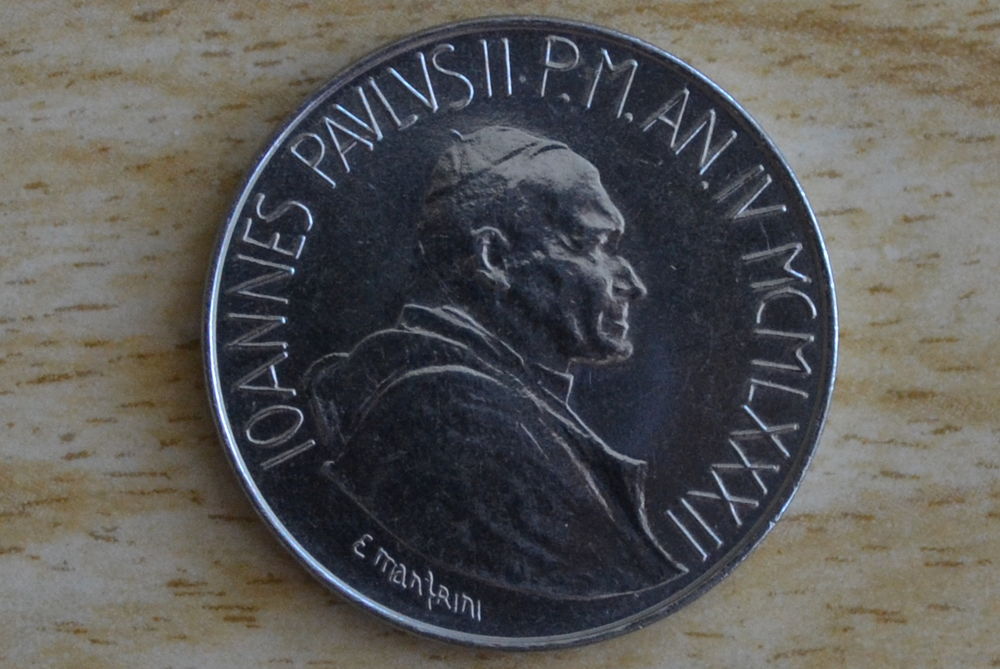 IOANNES PAVLVS II · P. M. AN. IV - MCMLXXXII
E MANFRINI